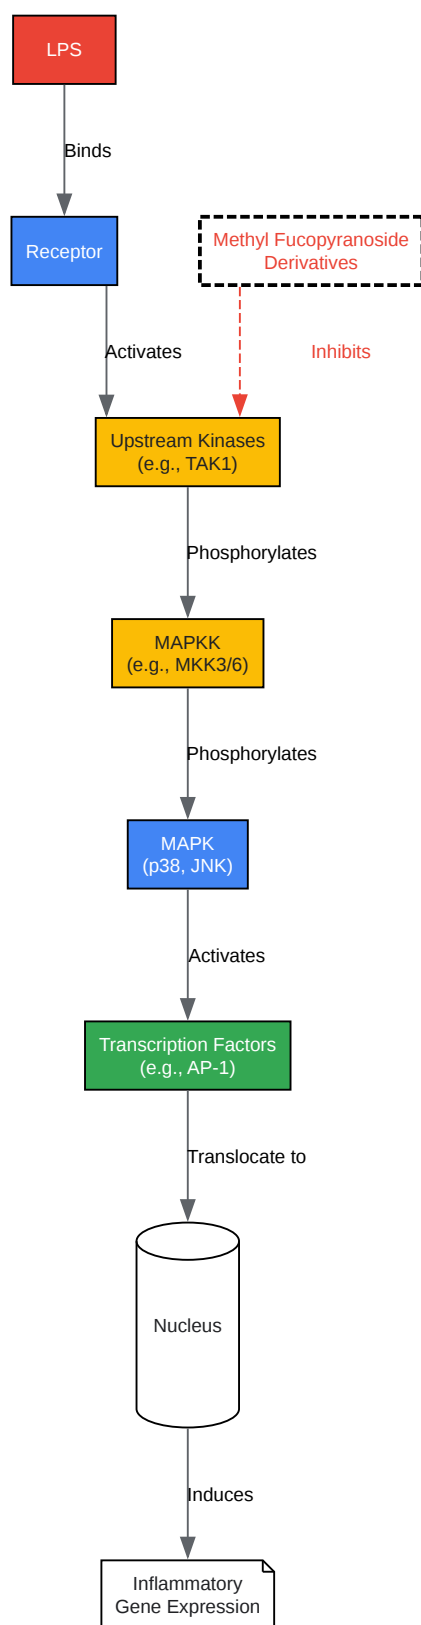 LPS
Binds
Receptor
Methyl Fucopyranoside
Derivatives
Activates
Inhibits
Upstream Kinases
(e.g., TAK1)
Phosphorylates
MAPKK
(e.g., MKK3/6)
Phosphorylates
MAPK
(p38, JNK)
Activates
Transcription Factors
(e.g., AP-1)
Translocate to
Nucleus
Induces
Inflammatory
Gene Expression